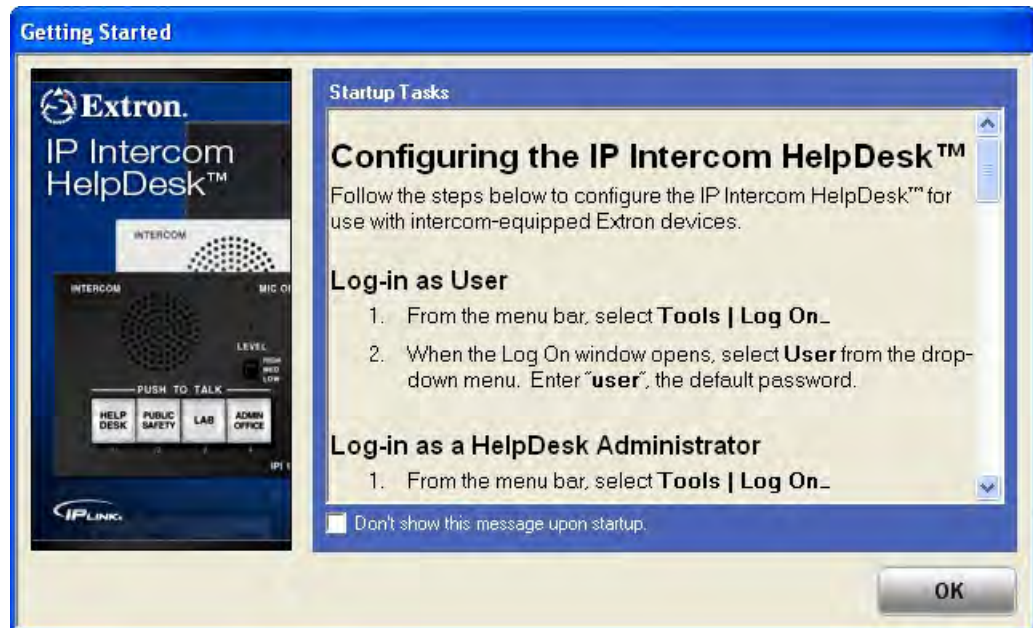 Getting Started
Extron.
IP Intercom
HelpDesk™
INTERCOM
INTERCOM
MIC
LEVEL
HIGH
MED
LOW
PUSH TO TALK
HELP
DESK
PUBLIC
SAFETY
LAB
ADMIN
OFFICE
IPI
IPLINK.
Startup Tasks
Configuring the IP Intercom HelpDesk™
Follow the steps below to configure the IP Intercom HelpDesk™ for
use with intercom-equipped Extron devices.
Log-in as User
1. From the menu bar, select Tools | Log On...
2. When the Log On window opens, select User from the drop-
down menu. Enter "user", the default password.
Log-in as a HelpDesk Administrator
1. From the menu bar, select Tools | Log On...
Don't show this message upon startup.
OK